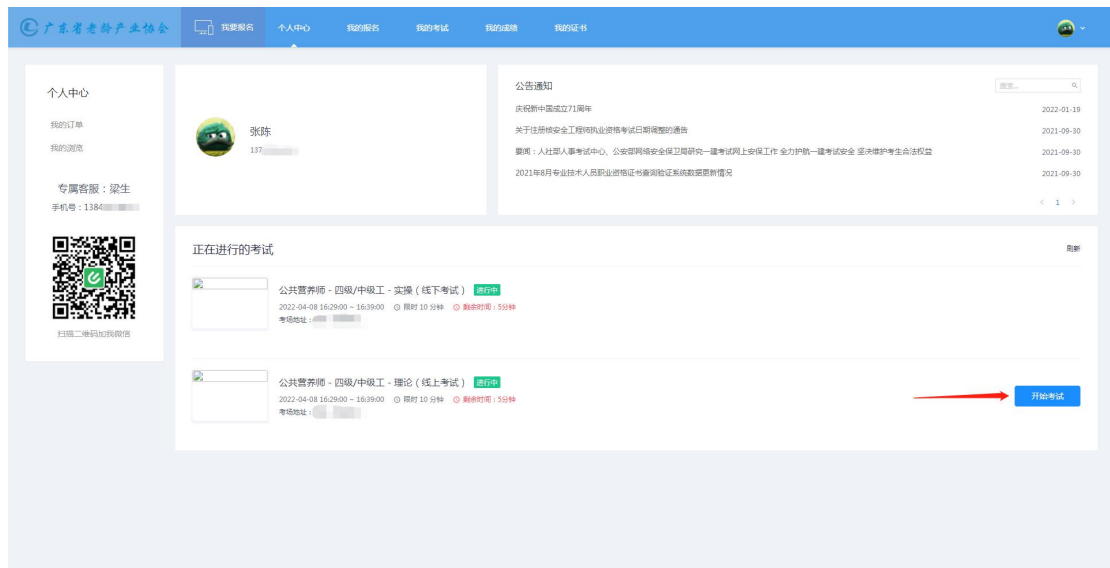 广东省老龄产业协会
我要报名
个人中心
我的报名
我的考试
我的成绩
我的证书
个人中心
我的订单
我的浏览
专属客服：梁生
手机号：1384
扫描二维码加我微信
张陈
137
公告通知
搜索...
庆祝新中国成立71周年 2022-01-19
关于注册核安全工程师执业资格考试日期调整的通告 2021-09-30
要闻：人社部人事考试中心、公安部网络安全保卫局研究一建考试网上安保工作 全力护航一建考试安全 坚决维护考生合法权益 2021-09-30
2021年8月专业技术人员职业资格证书查询验证系统数据更新情况 2021-09-30
< 1 >
正在进行的考试 刷新
公共营养师 - 四级/中级工 - 实操（线下考试） 进行中
2022-04-08 16:29:00 ~ 16:39:00 限时 10 分钟 剩余时间：5分钟
考场地址：
公共营养师 - 四级/中级工 - 理论（线上考试） 进行中
2022-04-08 16:29:00 ~ 16:39:00 限时 10 分钟 剩余时间：5分钟
考场地址：
开始考试